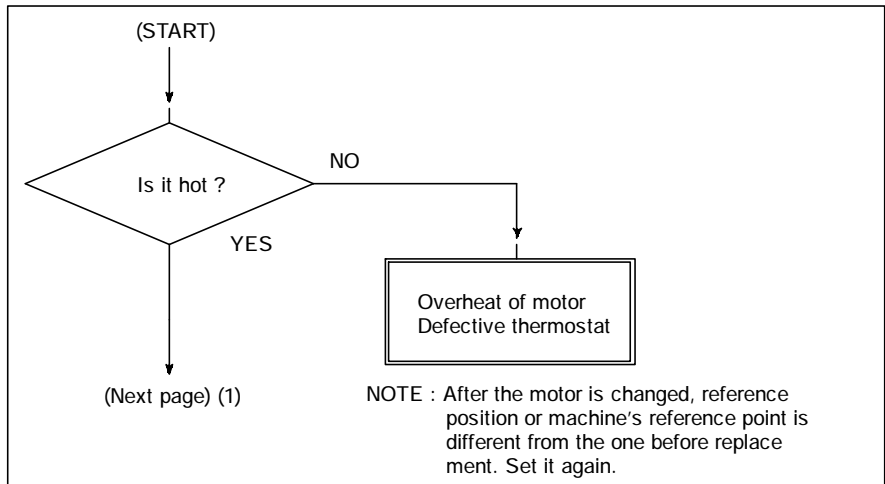 (START)
Is it hot ?
NO
YES
Overheat of motor
Defective thermostat
(Next page) (1)
NOTE : After the motor is changed, reference
position or machine's reference point is
different from the one before replace
ment. Set it again.